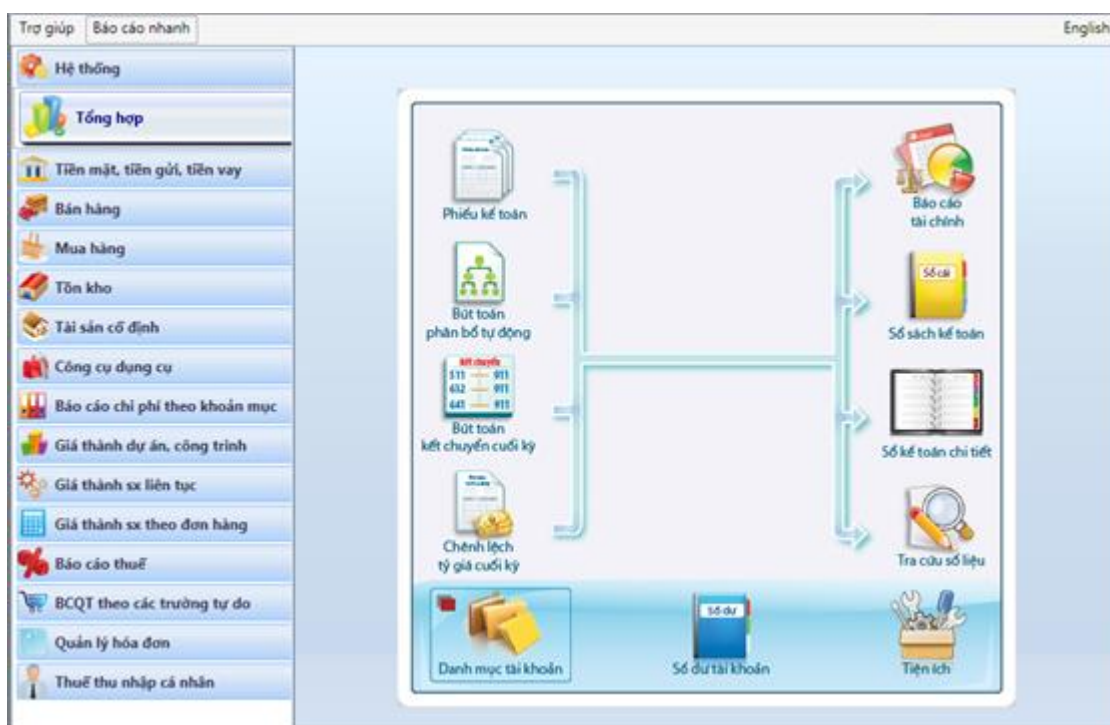 Trợ giúp
Báo cáo nhanh
English
Hệ thống
Tổng hợp
Tiền mặt, tiền gửi, tiền vay
Bán hàng
Mua hàng
Tồn kho
Tài sản cố định
Công cụ dụng cụ
Báo cáo chi phí theo khoản mục
Giá thành dự án, công trình
Giá thành sx liên tục
Giá thành sx theo đơn hàng
Báo cáo thuế
BCQT theo các trường tự do
Quản lý hóa đơn
Thuế thu nhập cá nhân
Phiếu kế toán
Bút toán
phân bổ tự động
Kết chuyển
511 911
632 911
641 911
Bút toán
kết chuyển cuối kỳ
Chênh lệch
tỷ giá cuối kỳ
Báo cáo
tài chính
Sổ cái
Sổ sách kế toán
Sổ kế toán chi tiết
Tra cứu số liệu
Danh mục tài khoản
Số dư
Số dư tài khoản
Tiện ích